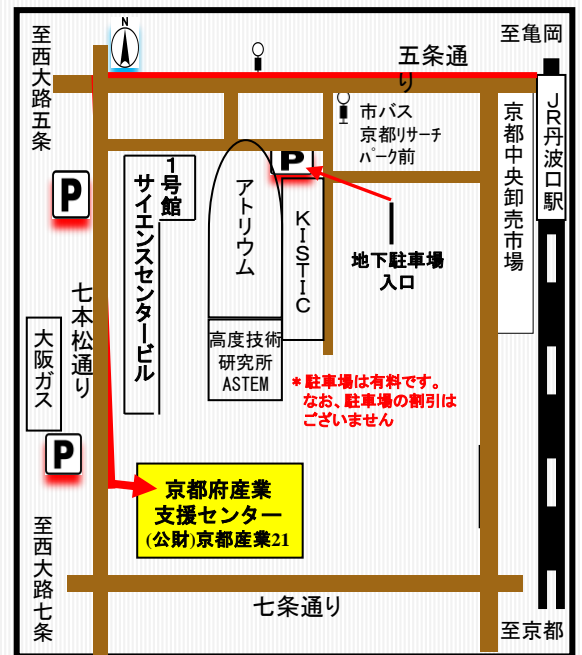 N
至西大路五条
五条通
り
至亀岡
JR丹波口駅
京都中央卸売市場
市バス
京都リサーチ
パーク前
P
1号館
サイエンスセンタービル
アトリウム
KISTIC
P
地下駐車場
入口
七本松通り
大阪ガス
高度技術
研究所
ASTEM
*駐車場は有料です。
なお、駐車場の割引は
ございません
P
京都府産業
支援センター
(公財)京都産業21
至西大路七条
七条通り
至京都